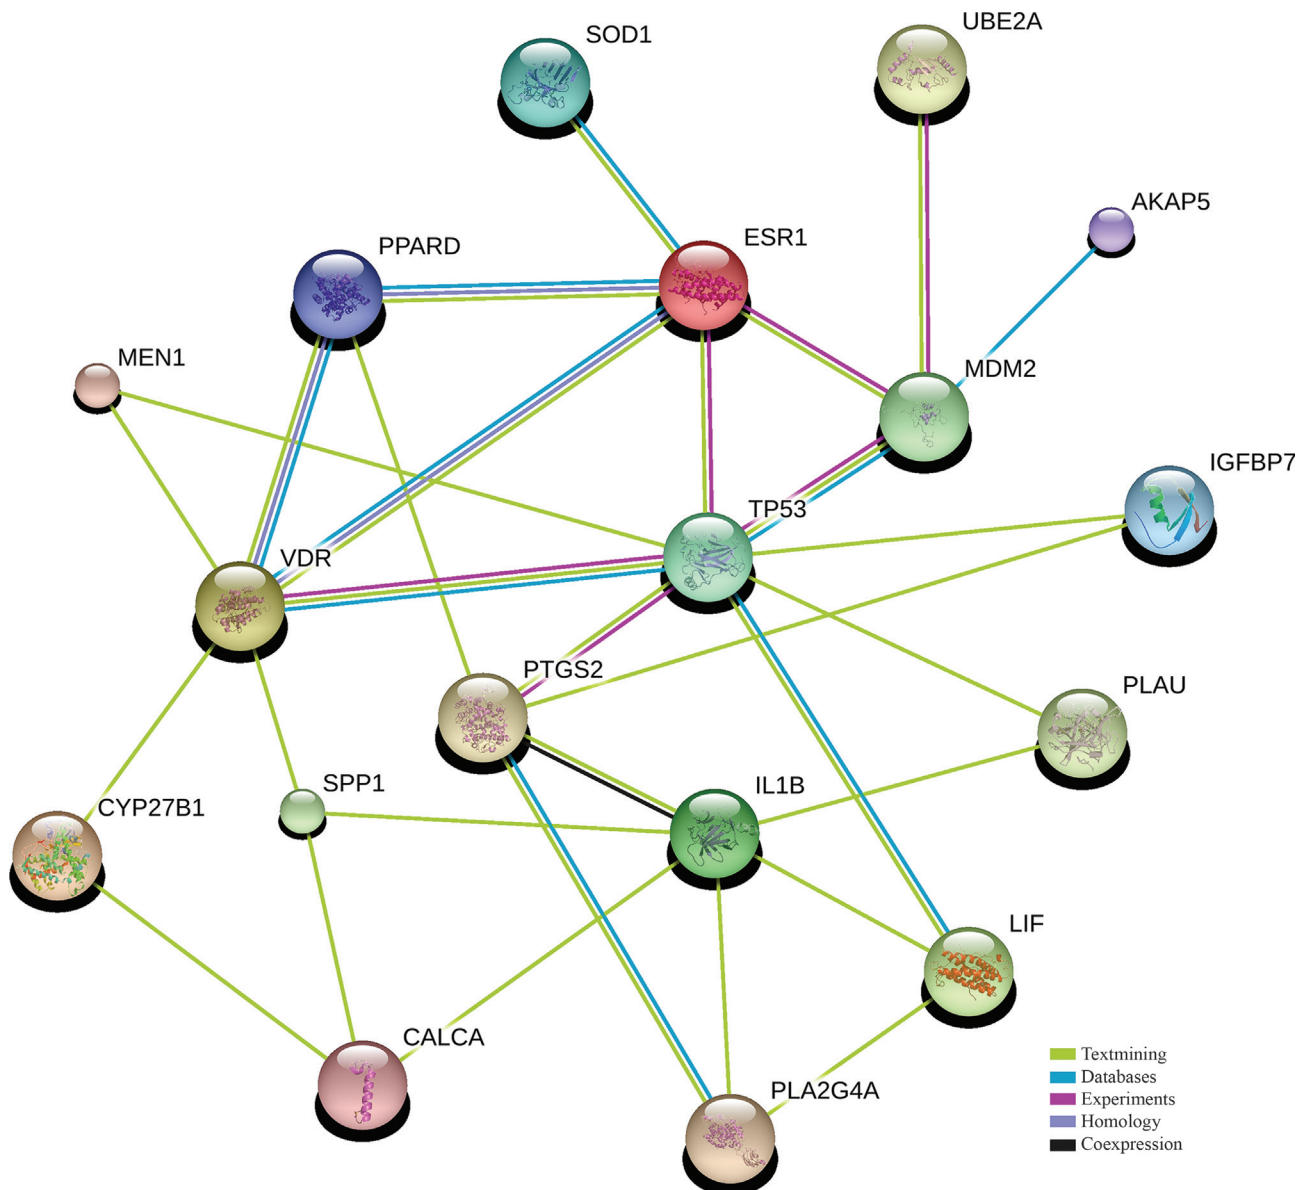 UBE2A
SOD1
AKAP5
ESR1
PPARD
MEN1
MDM2
IGFBP7
TP53
VDR
PTGS2
PLAU
SPP1
IL1B
CYP27B1
LIF
CALCA
PLA2G4A
Textmining
Databases
Experiments
Homology
Coexpression